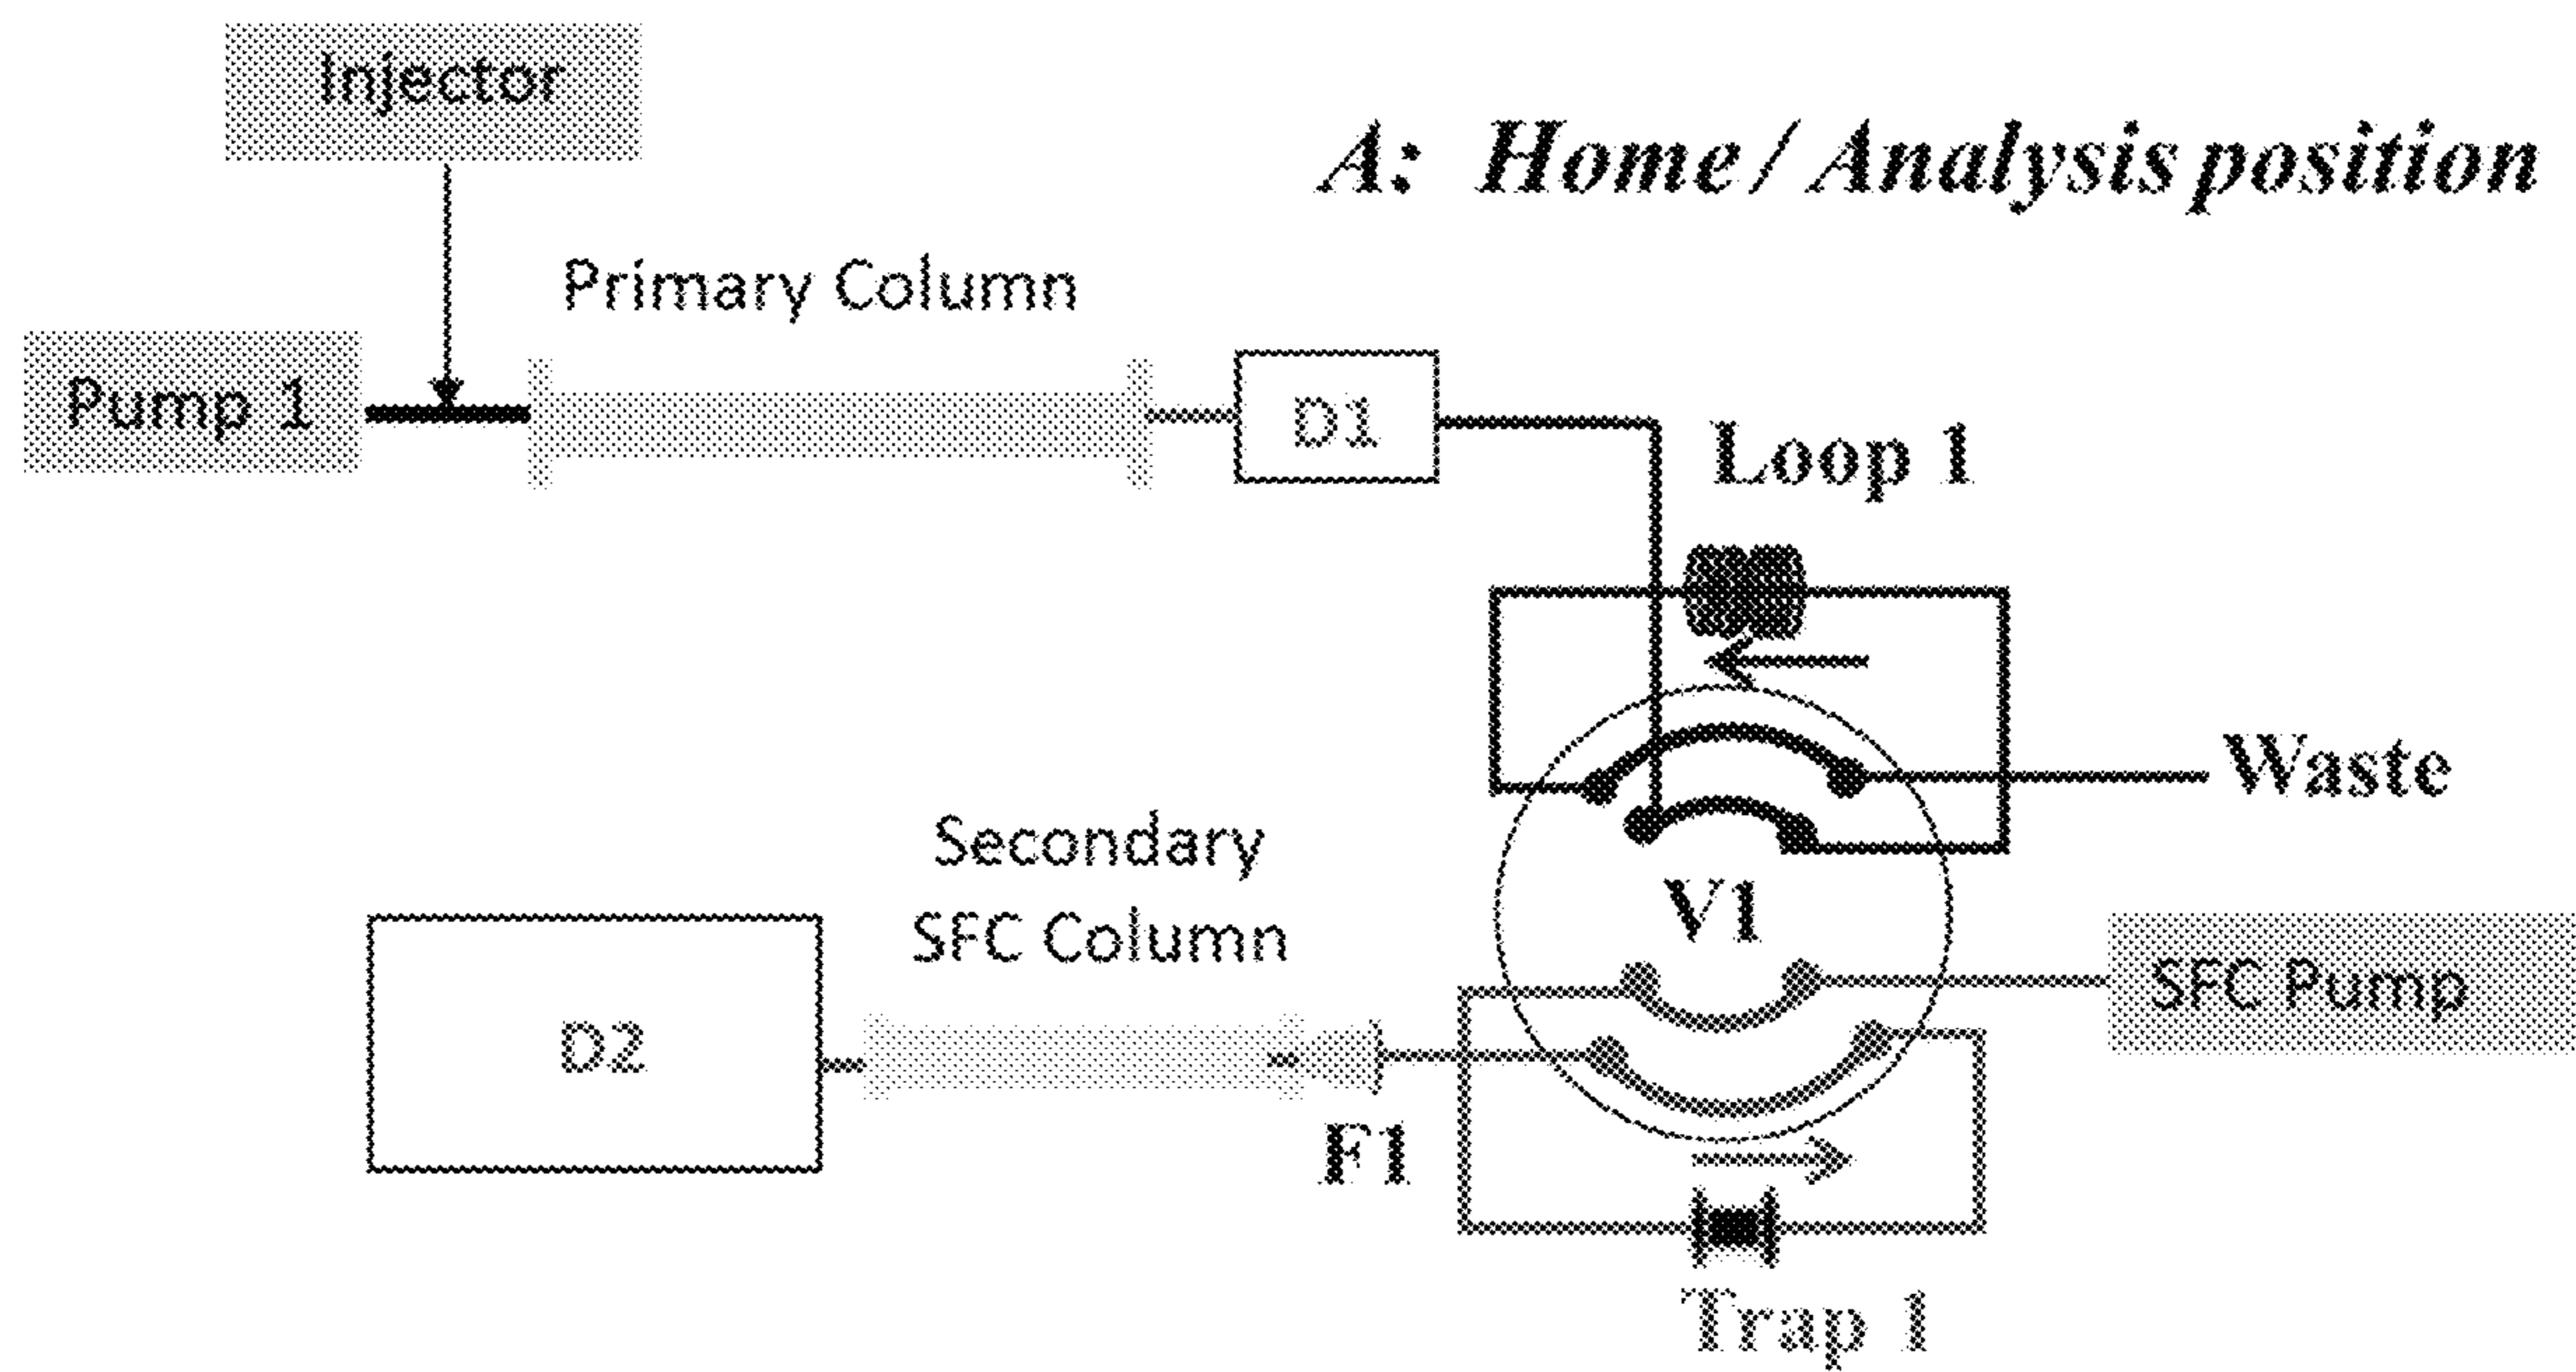 Injector
A: Home / Analysis position
Primary Column
Pump 1
D1
Loop 1
Waste
Secondary
SFC Column
V1
SFC Pump
D2
F1
Trap 1